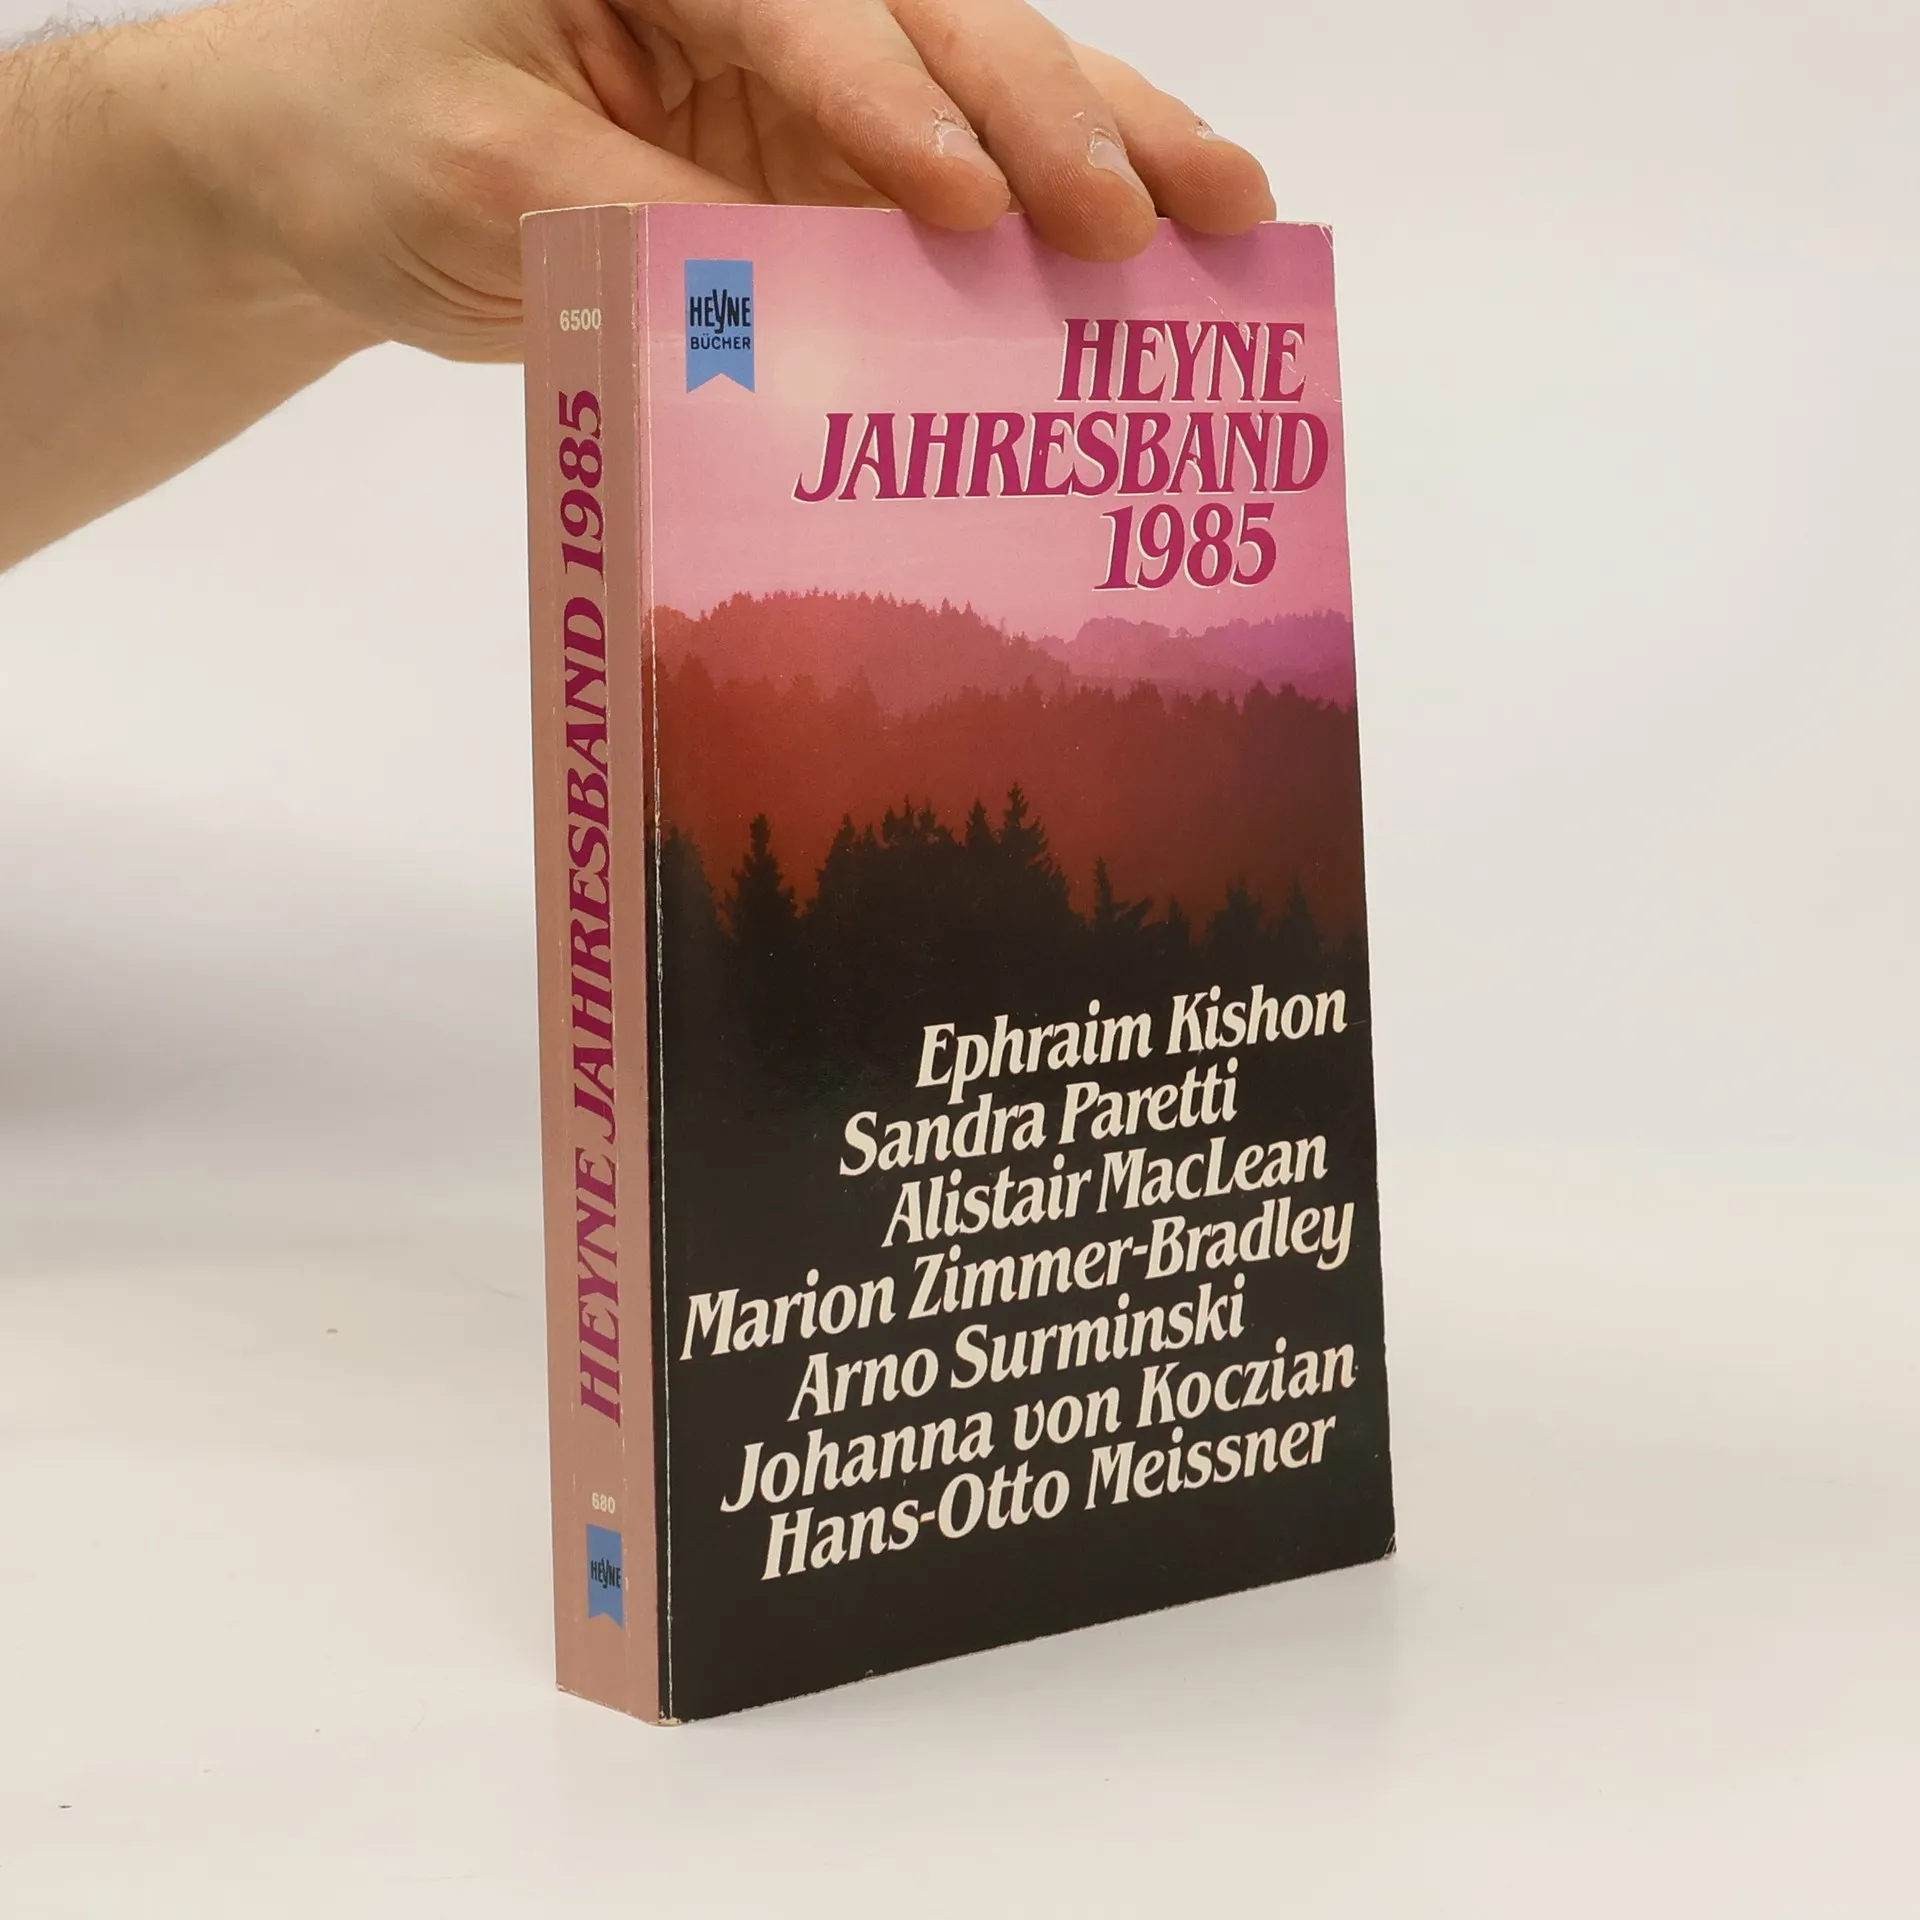 6500
HEYNE JAHRESBAND 1985
680
HEYNE
HEYNE
BÜCHER
HEYNE
JAHRESBAND
1985
Ephraim Kishon
Sandra Paretti
Alistair MacLean
Marion Zimmer-Bradley
Arno Surminski
Johanna von Koczian
Hans-Otto Meissner